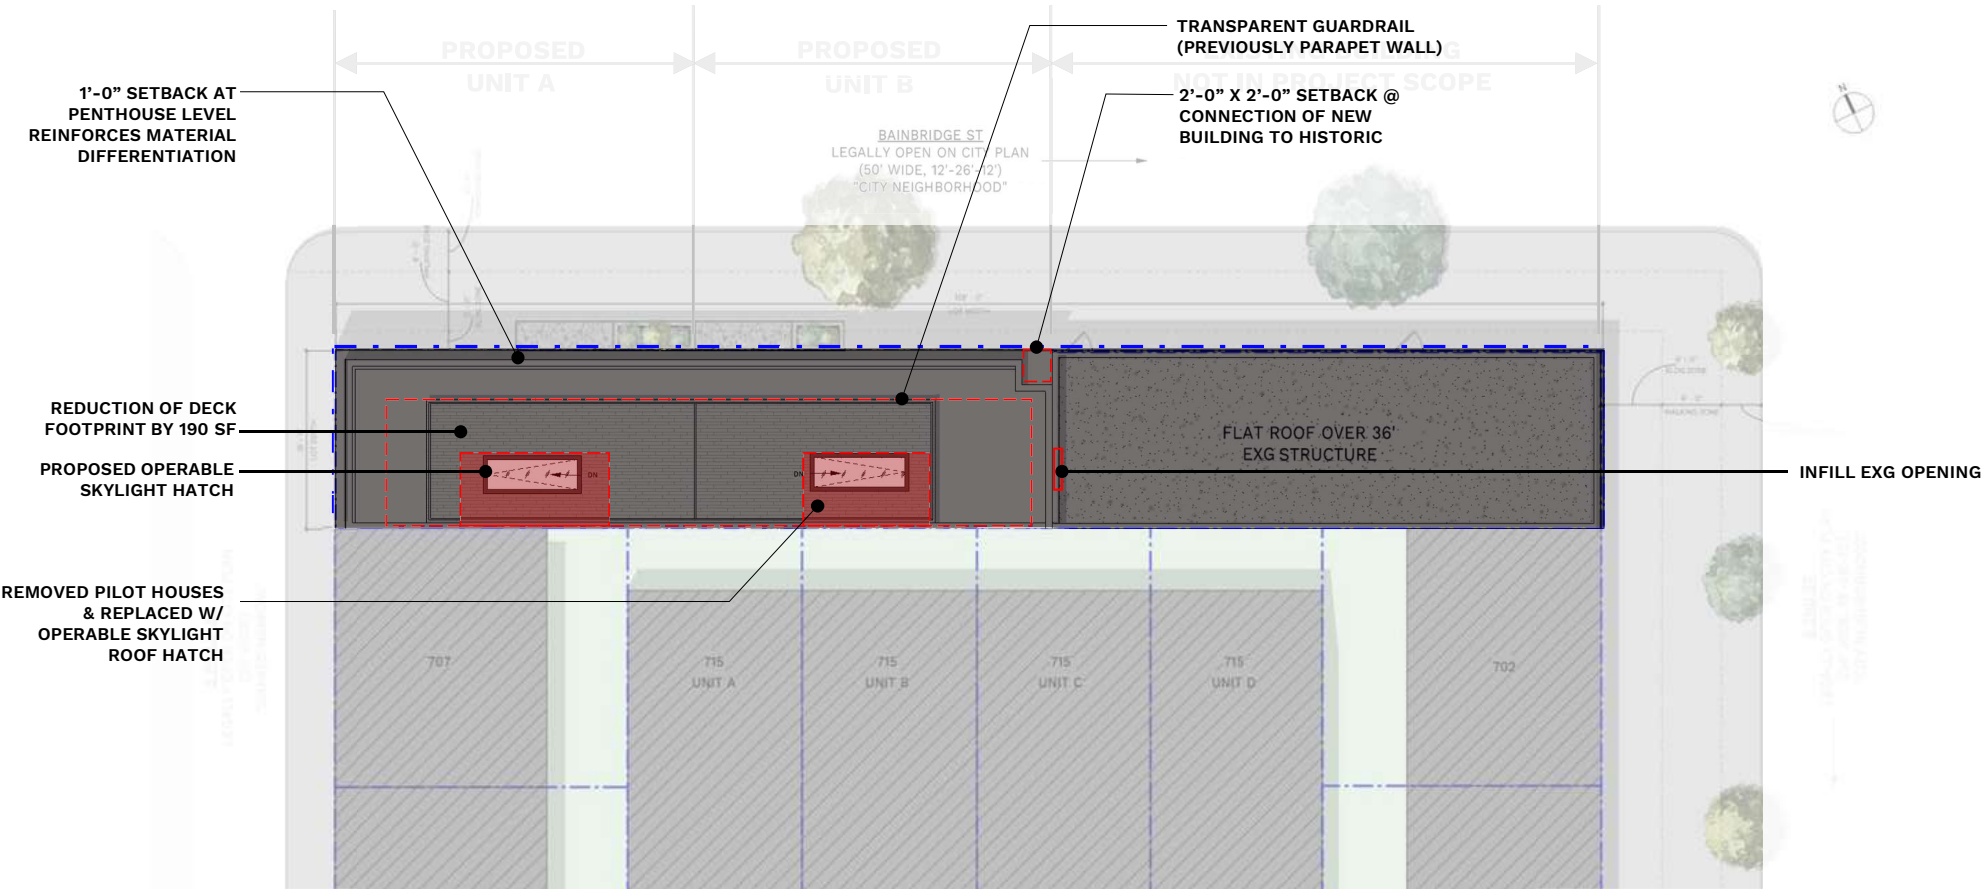 TRANSPARENT GUARDRAIL
(PREVIOUSLY PARAPET WALL)
PROPOSED
UNIT A
PROPOSED
UNIT B
EXISTING BUILDING
NOT IN PROJECT SCOPE
1'-0” SETBACK AT
PENTHOUSE LEVEL
REINFORCES MATERIAL
DIFFERENTIATION
2'-0” X 2'-0” SETBACK @
CONNECTION OF NEW
BUILDING TO HISTORIC
N
BAINBRIDGE ST
LEGALLY OPEN ON CITY PLAN
(50' WIDE, 12'-26'-12')
"CITY NEIGHBORHOOD"
REDUCTION OF DECK
FOOTPRINT BY 190 SF
PROPOSED OPERABLE
SKYLIGHT HATCH
DN
DN
FLAT ROOF OVER 36'
EXG STRUCTURE
INFILL EXG OPENING
REMOVED PILOT HOUSES
& REPLACED W/
OPERABLE SKYLIGHT
ROOF HATCH
707
715
UNIT A
715
UNIT B
715
UNIT C
715
UNIT D
702